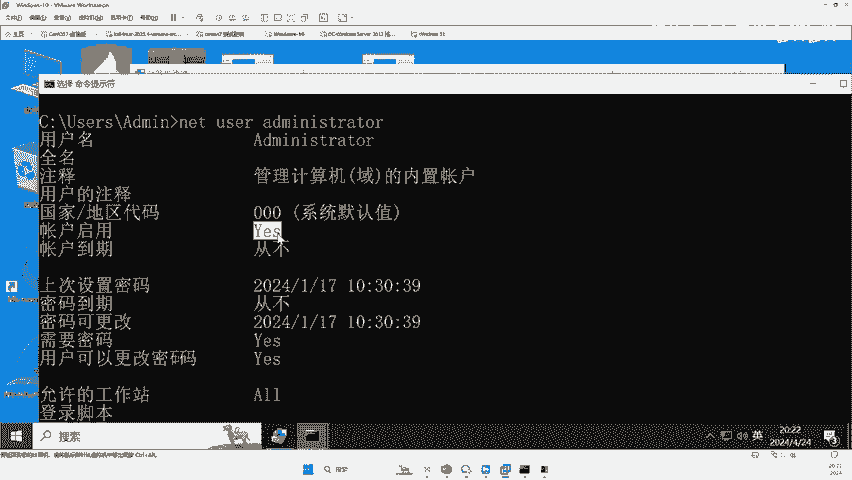 Windows-10 - VMware Workstation
选择 命令提示符
C:\Users\Admin>net user administrator
用户名 Administrator
全名
注释 管理计算机(域)的内置帐户
用户的注释
国家/地区代码 000 (系统默认值)
帐户启用 Yes
帐户到期 从不
上次设置密码 2024/1/17 10:30:39
密码到期 从不
密码可更改 2024/1/17 10:30:39
需要密码 Yes
用户可以更改密码 Yes
允许的工作站 All
登录脚本
搜索
英
20:22
2024/4/24
搜索